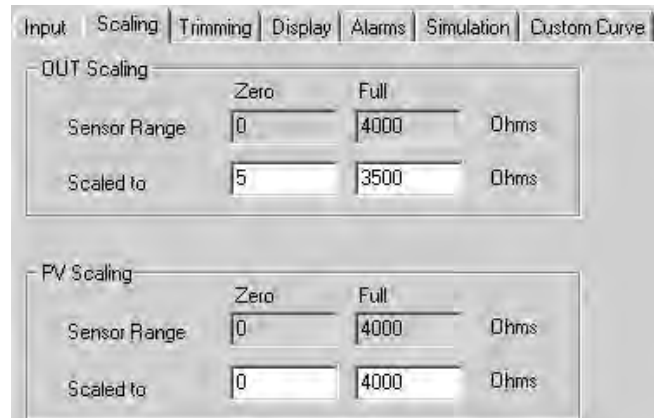 Input Scaling Trimming Display Alarms Simulation Custom Curve
OUT Scaling
Zero Full
Sensor Range 0 4000 Ohms
Scaled to 5 3500 Ohms
PV Scaling
Zero Full
Sensor Range 0 4000 Ohms
Scaled to 0 4000 Ohms